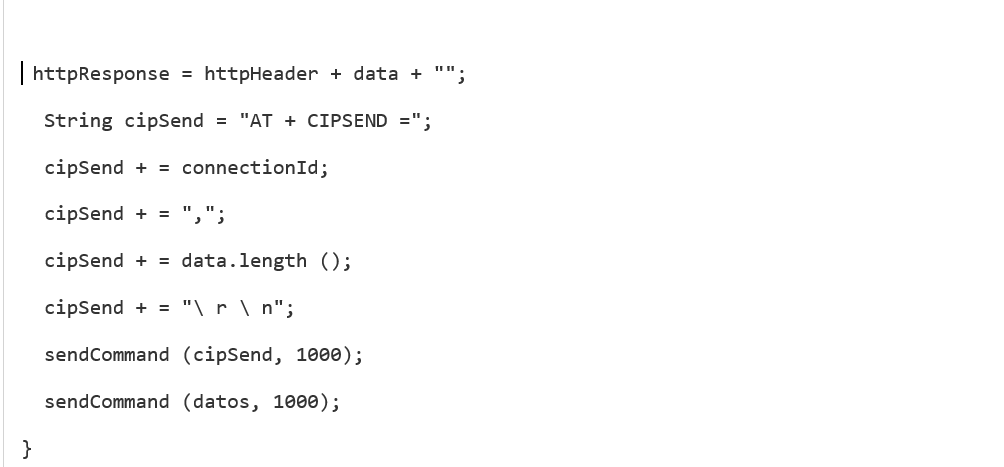 httpResponse = httpHeader + data + "";
String cipSend = "AT + CIPSEND =";
cipSend + = connectionId;
cipSend + = ",";
cipSend + = data.length ();
cipSend + = "\ r \ n";
sendCommand (cipSend, 1000);
sendCommand (datos, 1000);
}